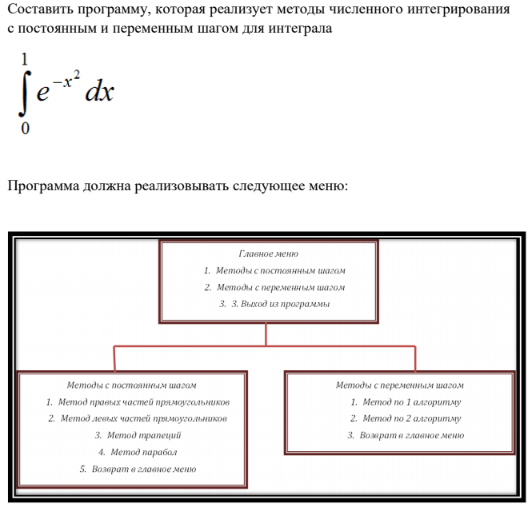 Составить программу, которая реализует методы численного интегрирования
с постоянным и переменным шагом для интеграла
1
∫ e^{-x^2} dx
0
Программа должна реализовывать следующее меню:
Главное меню
1. Методы с постоянным шагом
2. Методы с переменным шагом
3. 3. Выход из программы
Методы с постоянным шагом
1. Метод правых частей прямоугольников
2. Метод левых частей прямоугольников
3. Метод трапеций
4. Метод парабол
5. Возврат в главное меню
Методы с переменным шагом
1. Метод по 1 алгоритму
2. Метод по 2 алгоритму
3. Возврат в главное меню